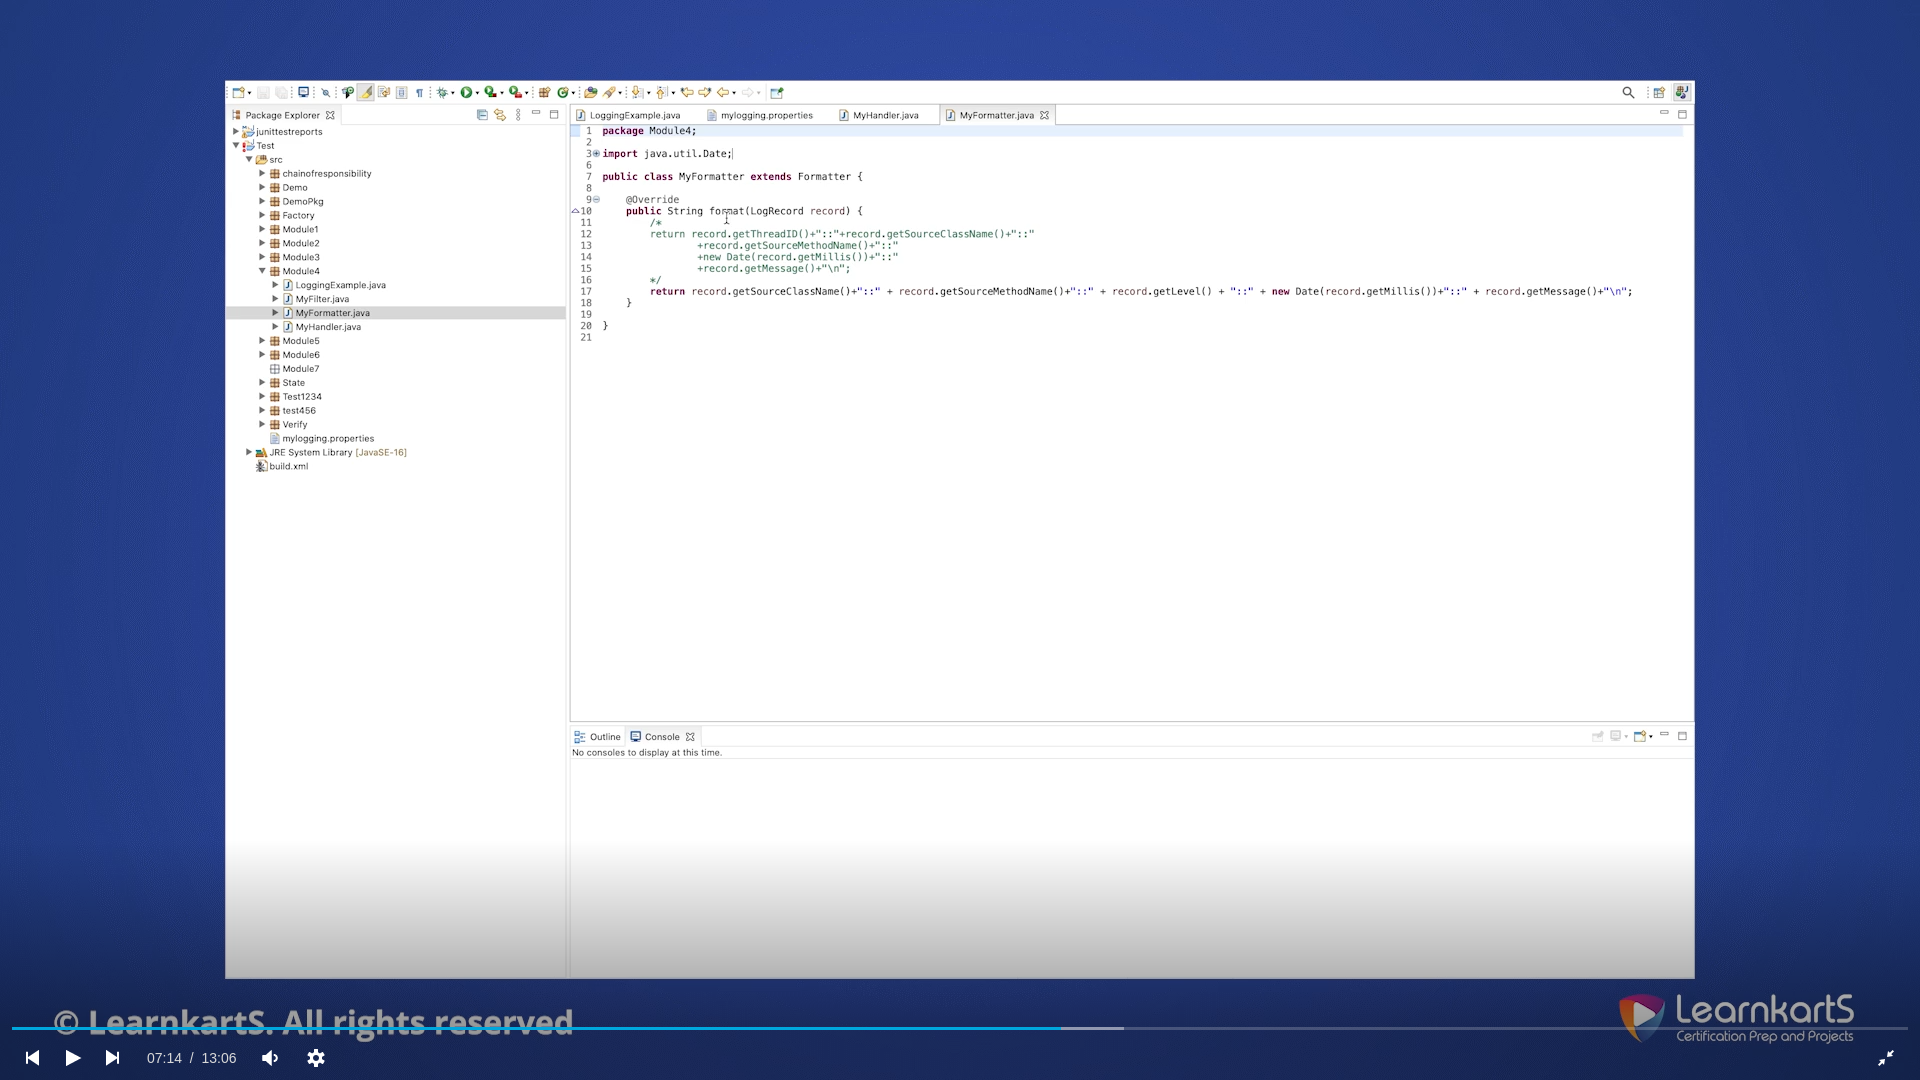 Package Explorer
junittestreports
Test
src
chainofresponsibility
Demo
DemoPkg
Factory
Module1
Module2
Module3
Module4
LoggingExample.java
MyFilter.java
MyFormatter.java
MyHandler.java
Module5
Module6
Module7
State
Test1234
test456
Verify
mylogging.properties
JRE System Library [JavaSE-16]
build.xml
LoggingExample.java mylogging.properties MyHandler.java MyFormatter.java
1 package Module4;
2
3 import java.util.Date;
6
7 public class MyFormatter extends Formatter {
8
9 @Override
10 public String format(LogRecord record) {
11 /*
12 return record.getThreadID()+"::"+record.getSourceClassName()+"::"
13 +record.getSourceMethodName()+"::"
14 +new Date(record.getMillis())+"::"
15 +record.getMessage()+"\n";
16 */
17 return record.getSourceClassName()+"::" + record.getSourceMethodName()+"::" + record.getLevel() + "::" + new Date(record.getMillis())+"::" + record.getMessage()+"\n";
18 }
19
20 }
21
Outline Console
No consoles to display at this time.
© LearnkartS. All rights reserved
LearnkartS
Certification Prep and Projects
07:14 / 13:06